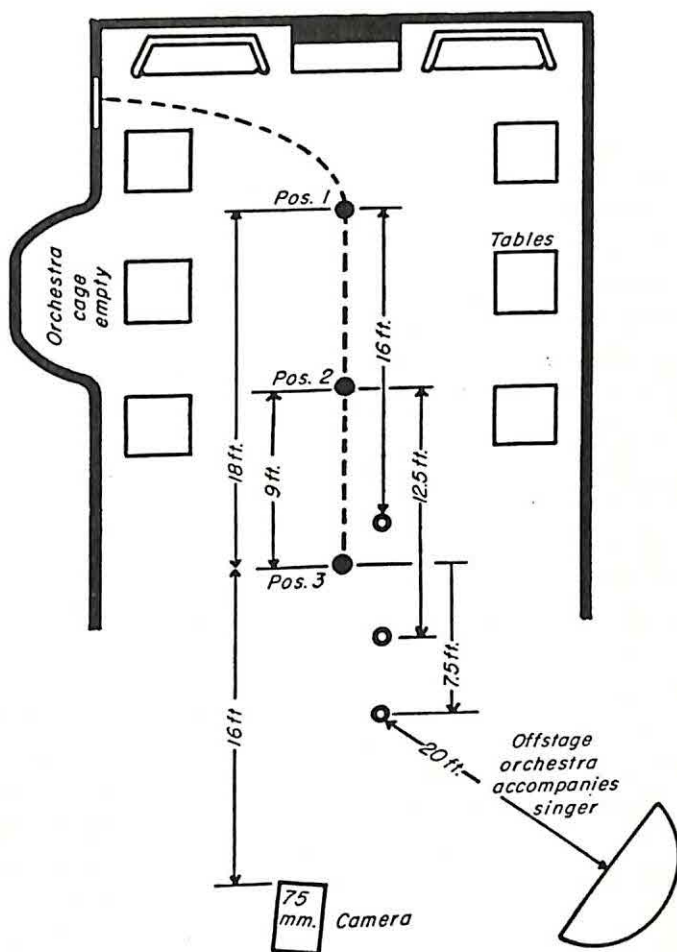 Pos. 1
Orchestra
cage
empty
Tables
16 ft.
Pos. 2
18 ft.
9 ft.
12.5 ft.
Pos. 3
7.5 ft.
16 ft
20 ft.
Offstage
orchestra
accompanies
singer
75
mm.
Camera